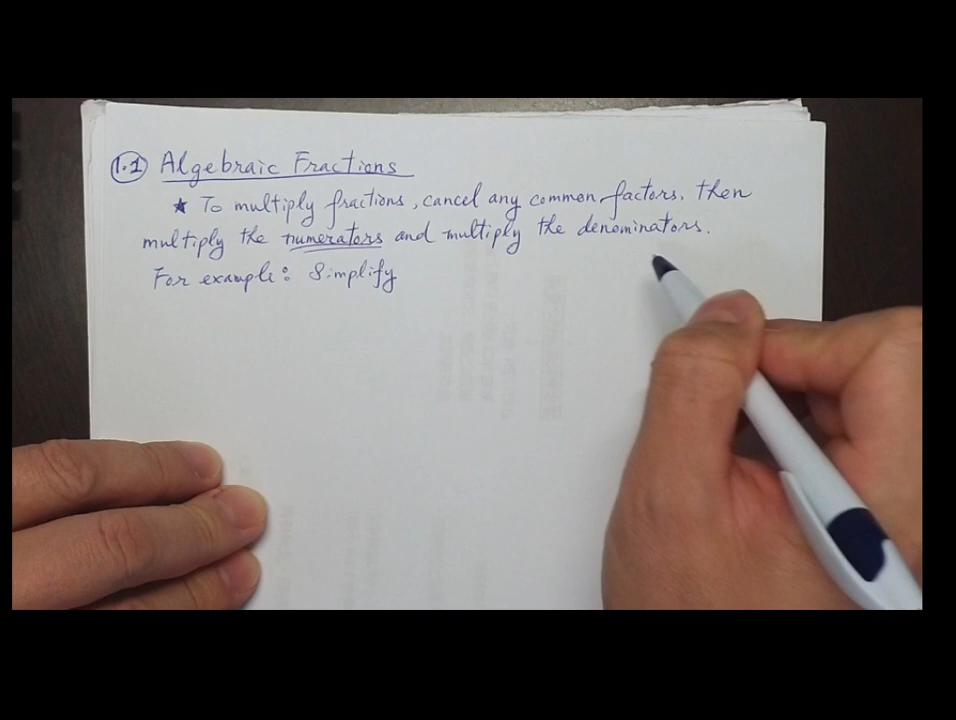 1.1 Algebraic Fractions
★ To multiply fractions, cancel any common factors. Then
multiply the numerators and multiply the denominators.
For example: Simplify